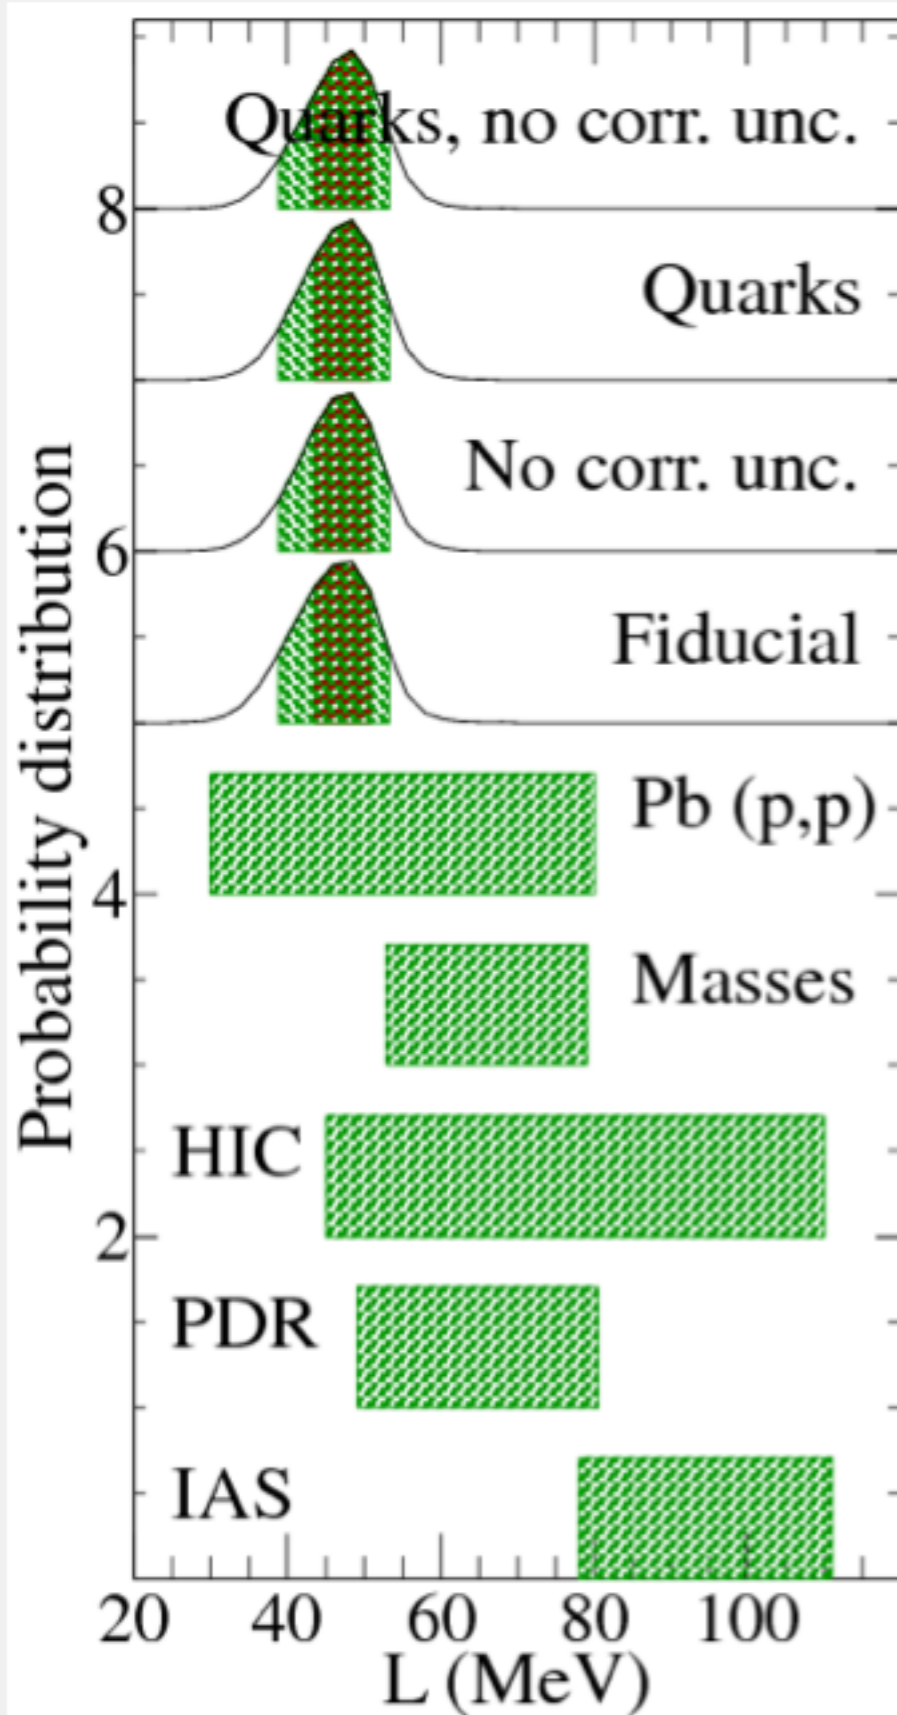 Quarks, no corr. unc.
8
Quarks
No corr. unc.
6
Fiducial
Probability distribution
Pb (p,p)
4
Masses
HIC
2
PDR
IAS
20 40 60 80 100
L (MeV)